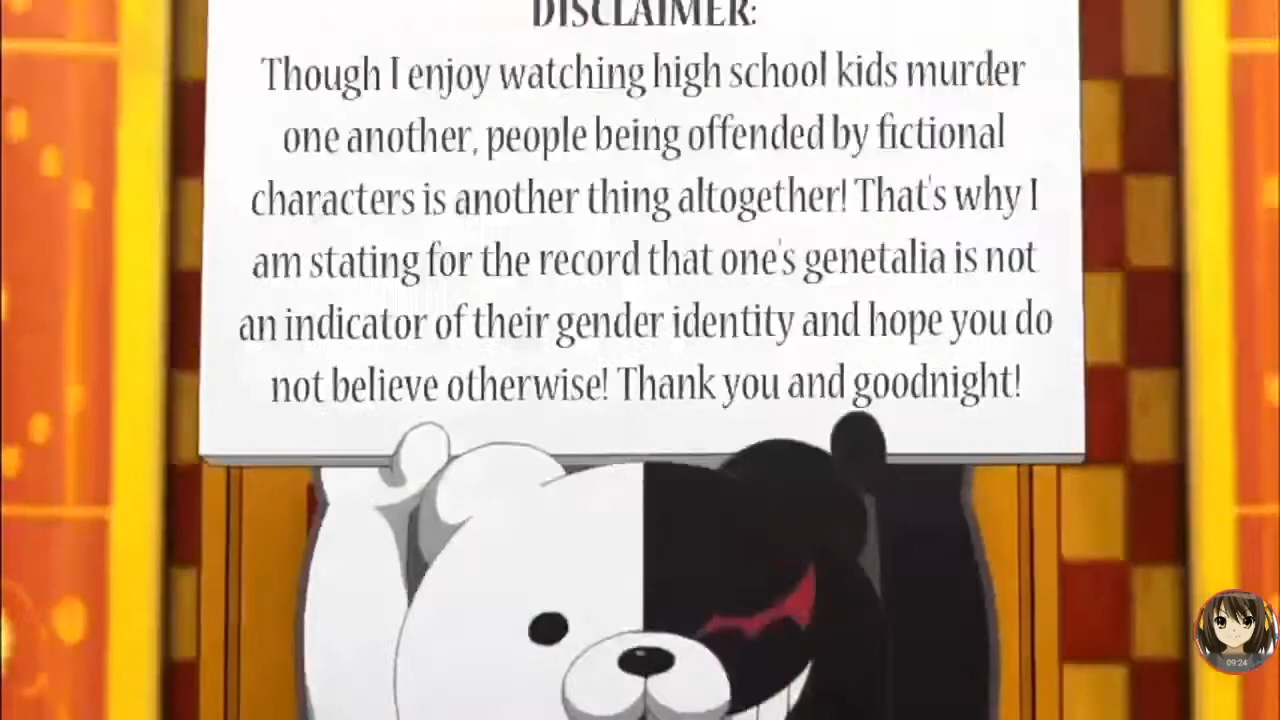 DISCLAIMER:
Though I enjoy watching high school kids murder
one another, people being offended by fictional
characters is another thing altogether! That's why I
am stating for the record that one's genetalia is not
an indicator of their gender identity and hope you do
not believe otherwise! Thank you and goodnight!
09:24